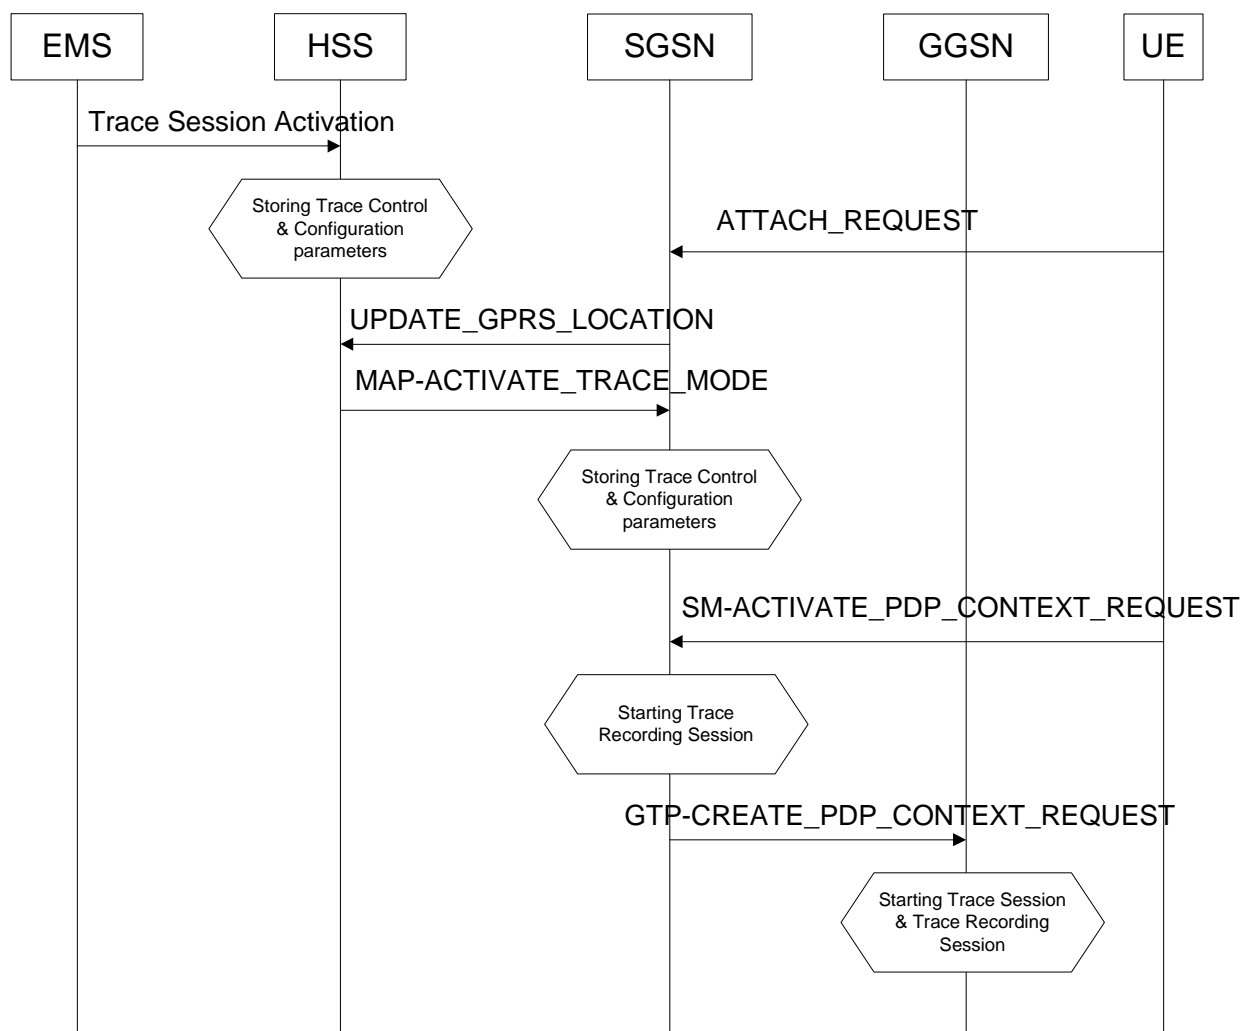 EMS
HSS
SGSN
GGSN
UE
Trace Session Activation
Storing Trace Control
& Configuration
parameters
ATTACH_REQUEST
UPDATE_GPRS_LOCATION
MAP-ACTIVATE_TRACE_MODE
Storing Trace Control
& Configuration
parameters
SM-ACTIVATE_PDP_CONTEXT_REQUEST
Starting Trace
Recording Session
GTP-CREATE_PDP_CONTEXT_REQUEST
Starting Trace Session
& Trace Recording
Session